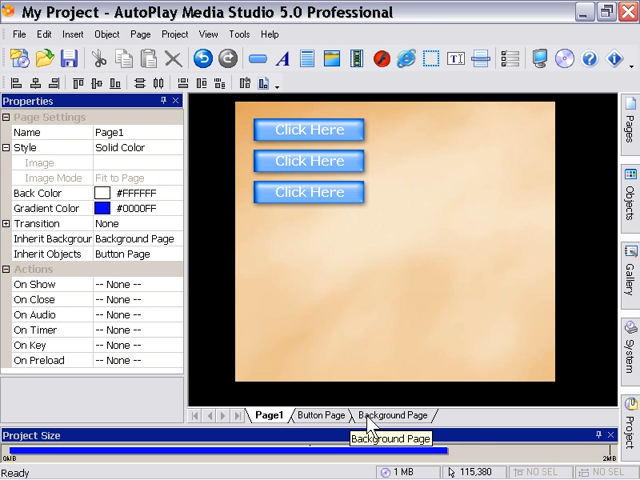 My Project - AutoPlay Media Studio 5.0 Professional
File Edit Insert Object Page Project View Tools Help
Properties
Page Settings
Name Page1
Style Solid Color
Image
Image Mode Fit to Page
Back Color #FFFFFF
Gradient Color #0000FF
Transition None
Inherit Backgrour Background Page
Inherit Objects Button Page
Actions
On Show -- None --
On Close -- None --
On Audio -- None --
On Timer -- None --
On Key -- None --
On Preload -- None --
Click Here
Click Here
Click Here
Pages
Objects
Gallery
System
Project
Page1 Button Page Background Page
Background Page
Project Size
0MB 2MB
Ready 1 MB 115,380 NO SEL NO SEL